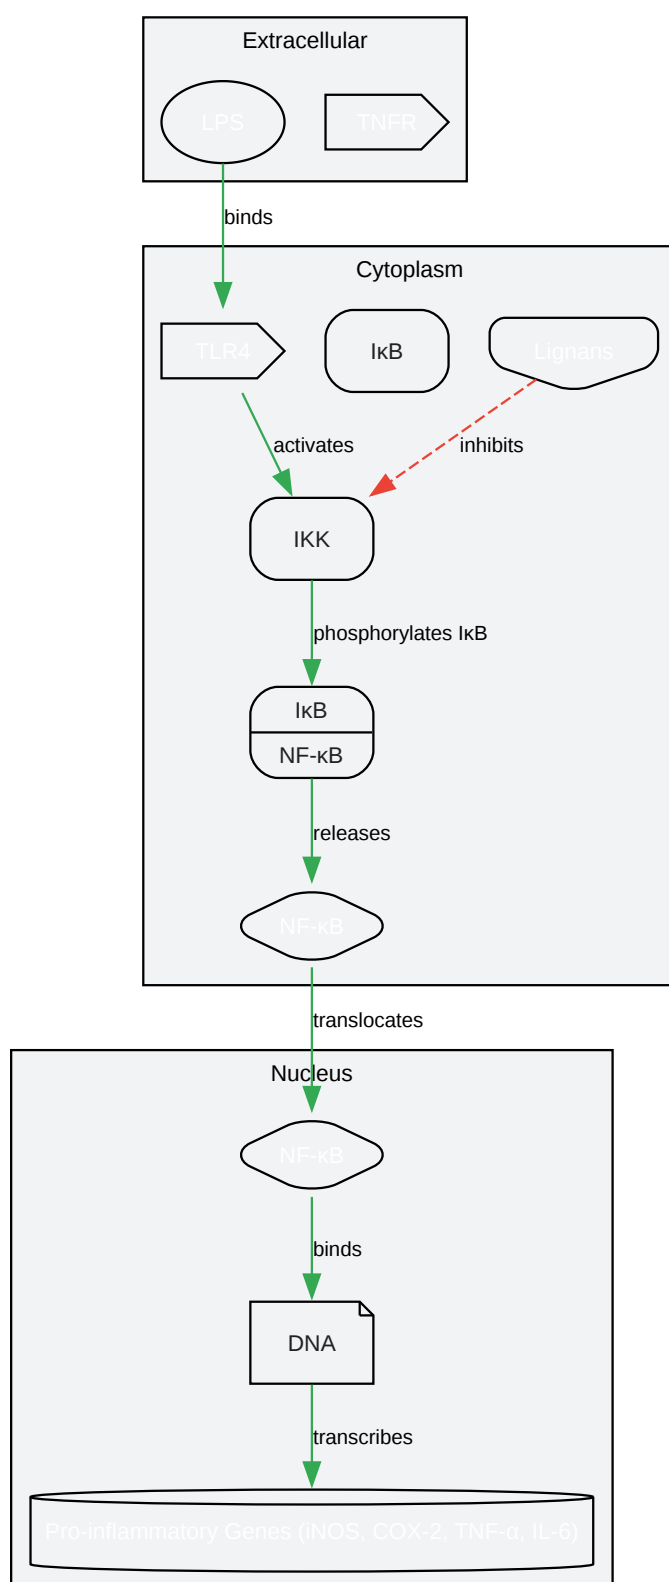 Extracellular
LPS
TNFR
binds
Cytoplasm
TLR4
IκB
Lignans
activates
inhibits
IKK
phosphorylates IκB
IκB
NF-κB
releases
NF-κB
translocates
Nucleus
NF-κB
binds
DNA
transcribes
Pro-inflammatory Genes (iNOS, COX-2, TNF-α, IL-6)